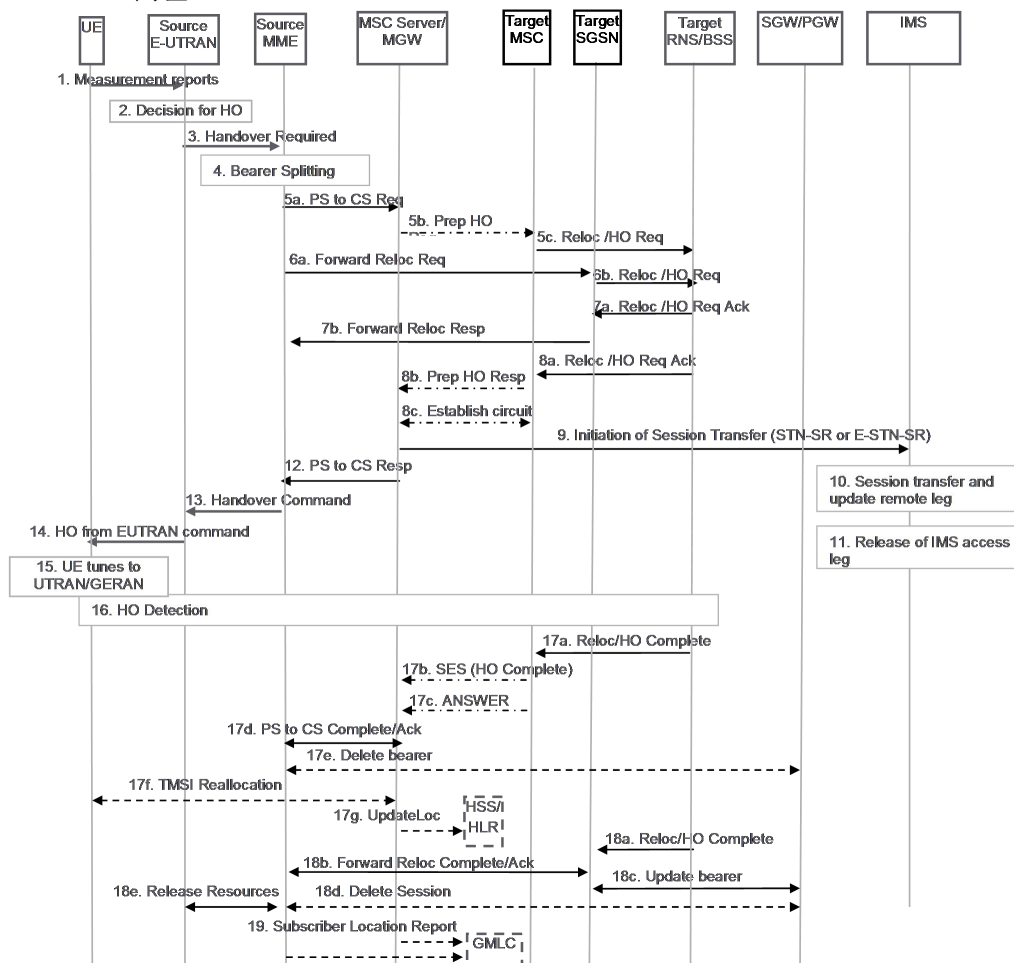 UE
Source
E-UTRAN
Source
MME
MSC Server/
MGW
Target
MSC
Target
SGSN
Target
RNS/BSS
SGW/PGW
IMS
1. Measurement reports
2. Decision for HO
3. Handover Required
4. Bearer Splitting
5a. PS to CS Req
5b. Prep HO
5c. Reloc /HO Req
6a. Forward Reloc Req
6b. Reloc /HO Req
7a. Reloc /HO Req Ack
7b. Forward Reloc Resp
8a. Reloc /HO Req Ack
8b. Prep HO Resp
8c. Establish circuit
9. Initiation of Session Transfer (STN-SR or E-STN-SR)
12. PS to CS Resp
10. Session transfer and
update remote leg
13. Handover Command
14. HO from EUTRAN command
11. Release of IMS access
leg
15. UE tunes to
UTRAN/GERAN
16. HO Detection
17a. Reloc/HO Complete
17b. SES (HO Complete)
17c. ANSWER
17d. PS to CS Complete/Ack
17e. Delete bearer
17f. TMSI Reallocation
17g. UpdateLoc
HSS/
HLR
18a. Reloc/HO Complete
18b. Forward Reloc Complete/Ack
18c. Update bearer
18e. Release Resources
18d. Delete Session
19. Subscriber Location Report
GMLC